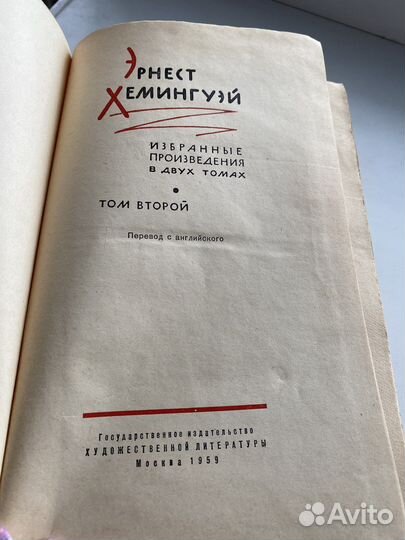 Эрнест
Хемингуэй
ИЗБРАННЫЕ
ПРОИЗВЕДЕНИЯ
В ДВУХ ТОМАХ
•
ТОМ ВТОРОЙ
Перевод с английского
Государственное издательство
ХУДОЖЕСТВЕННОЙ ЛИТЕРАТУРЫ
Москва 1959
Avito